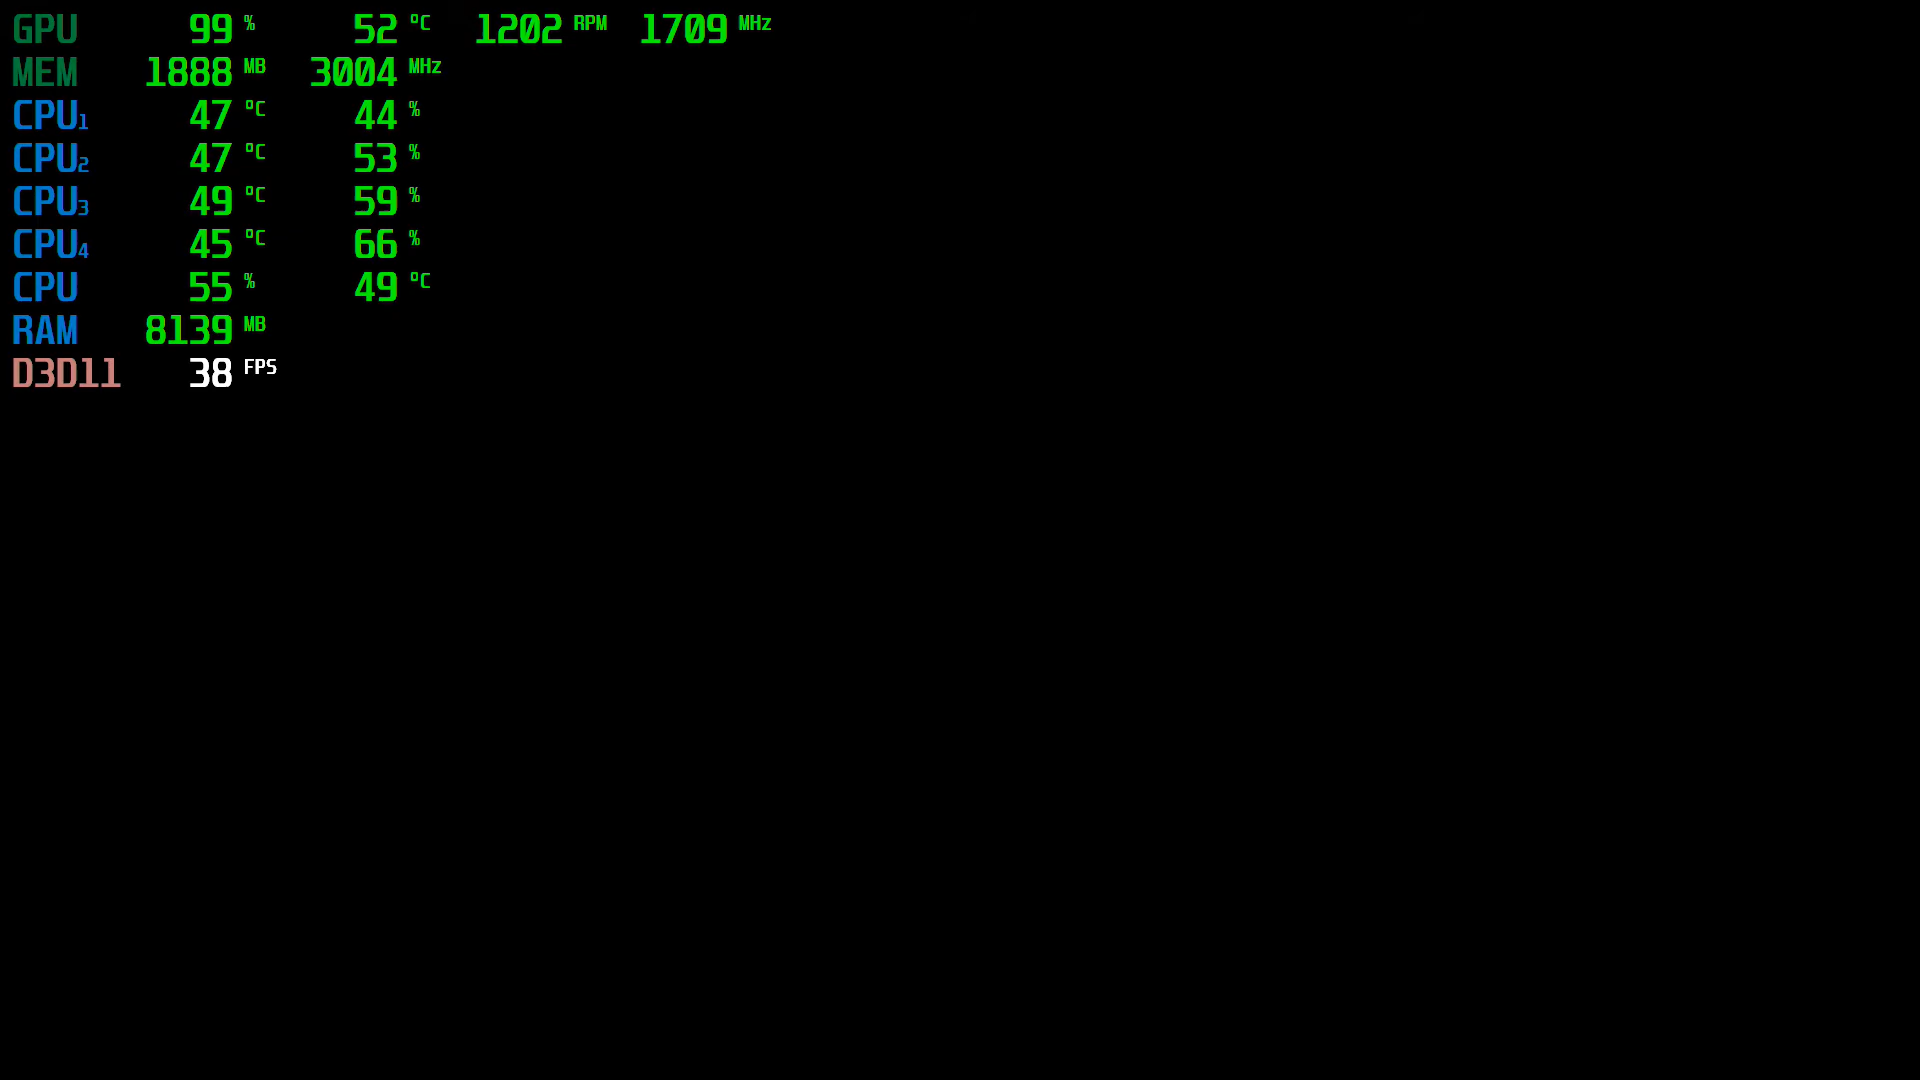 GPU 99 % 52 °C 1202 RPM 1709 MHz
MEM 1888 MB 3004 MHz
CPU1 47 °C 44 %
CPU2 47 °C 53 %
CPU3 49 °C 59 %
CPU4 45 °C 66 %
CPU 55 % 49 °C
RAM 8139 MB
D3D11 38 FPS